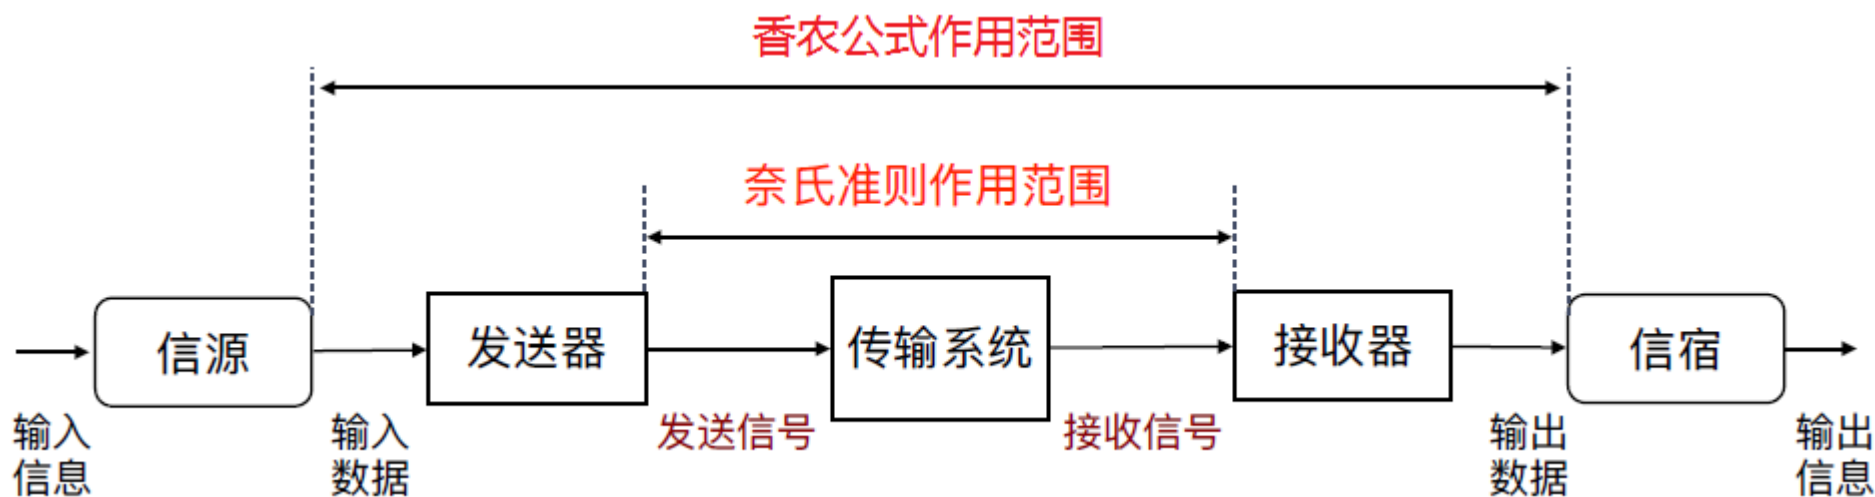 香农公式作用范围
奈氏准则作用范围
信源
发送器
传输系统
接收器
信宿
输入
信息
输入
数据
发送信号
接收信号
输出
数据
输出
信息